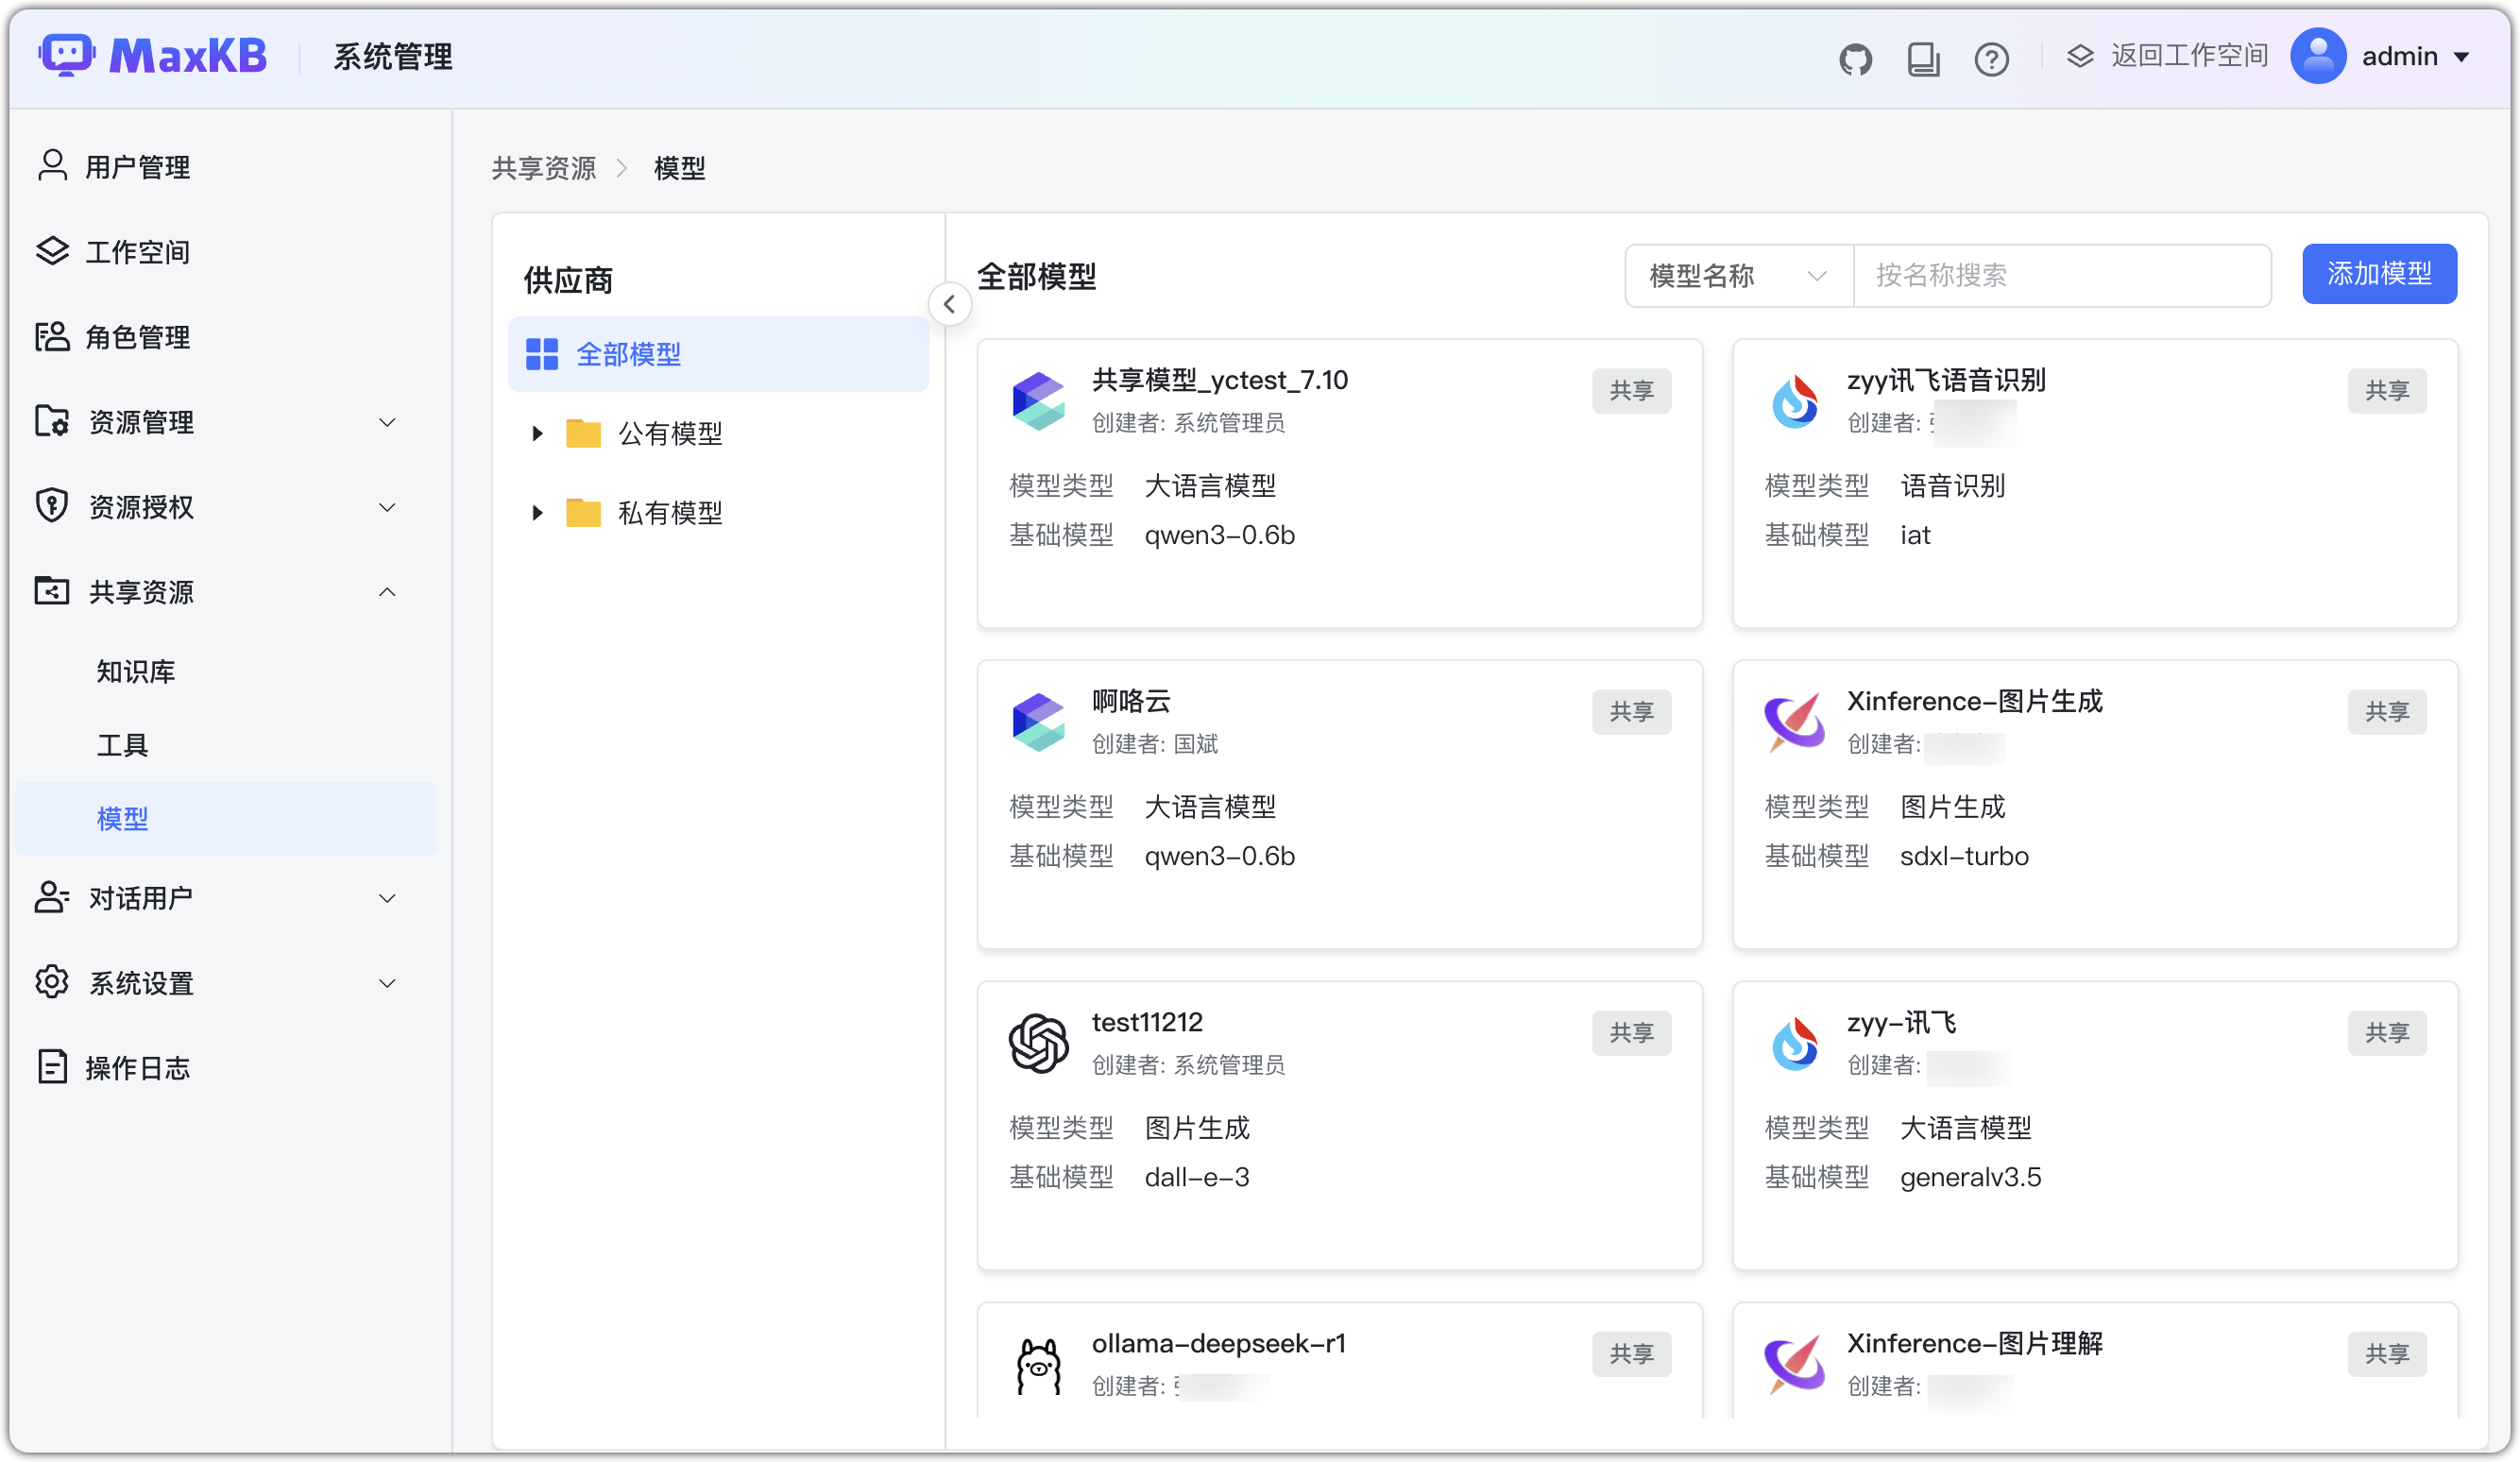 MaxKB
系统管理
返回工作空间
admin
用户管理
工作空间
角色管理
资源管理
资源授权
共享资源
知识库
工具
模型
对话用户
系统设置
操作日志
共享资源 模型
供应商
全部模型
公有模型
私有模型
全部模型
模型名称
按名称搜索
添加模型
共享模型_yctest_7.10
共享
创建者: 系统管理员
模型类型 大语言模型
基础模型 qwen3-0.6b
zyy讯飞语音识别
共享
创建者:
模型类型 语音识别
基础模型 iat
啊咯云
共享
创建者: 国斌
模型类型 大语言模型
基础模型 qwen3-0.6b
Xinference-图片生成
共享
创建者:
模型类型 图片生成
基础模型 sdxl-turbo
test11212
共享
创建者: 系统管理员
模型类型 图片生成
基础模型 dall-e-3
zyy-讯飞
共享
创建者:
模型类型 大语言模型
基础模型 generalv3.5
ollama-deepseek-r1
共享
创建者:
Xinference-图片理解
共享
创建者: